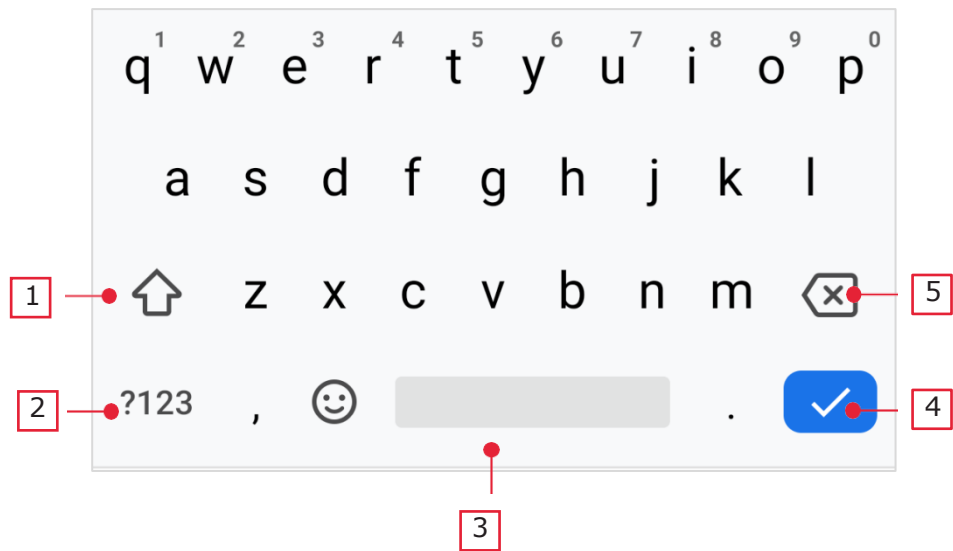 1 2 3 4 5 6 7 8 9 0
q w e r t y u i o p
a s d f g h j k l
1 z x c v b n m 5
2 ?123 , . 4
3